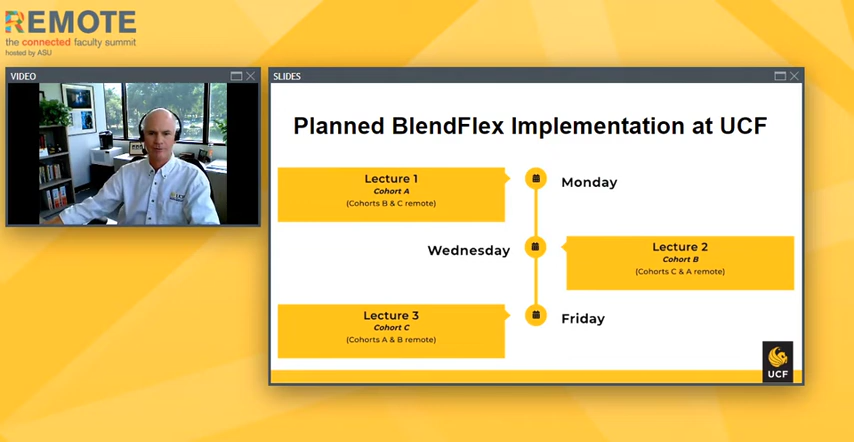 REMOTE
the connected faculty summit
hosted by ASU
VIDEO
SLIDES
Planned BlendFlex Implementation at UCF
Lecture 1
Cohort A
(Cohorts B & C remote)
Monday
Wednesday
Lecture 2
Cohort B
(Cohorts C & A remote)
Lecture 3
Cohort C
(Cohorts A & B remote)
Friday
UCF